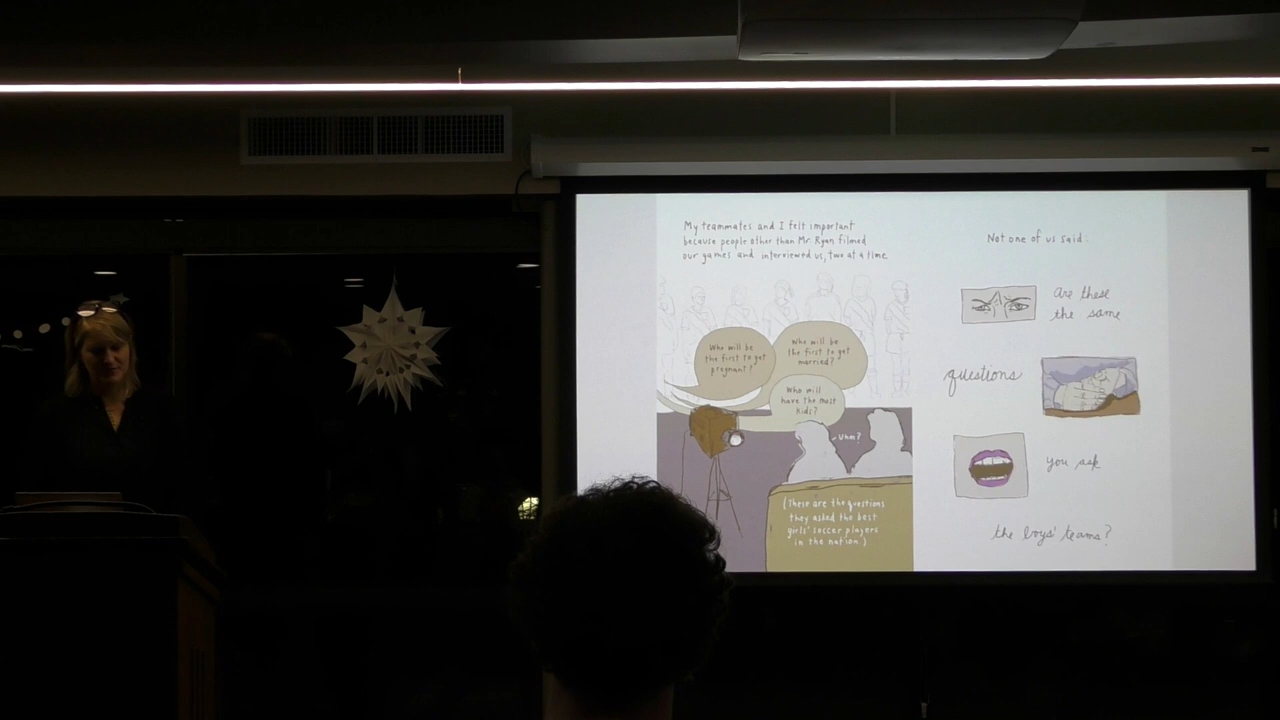 My teammates and I felt important
because people other than Mr. Ryan filmed
our games and interviewed us, two at a time.
Who will be
the first to get
pregnant?
Who will be
the first to get
married?
Who will
have the most
kids?
Uhm?
(These are the questions
they asked the best
girls' soccer players
in the nation.)
Not one of us said:
are these
the same
questions
you ask
the boys' teams?